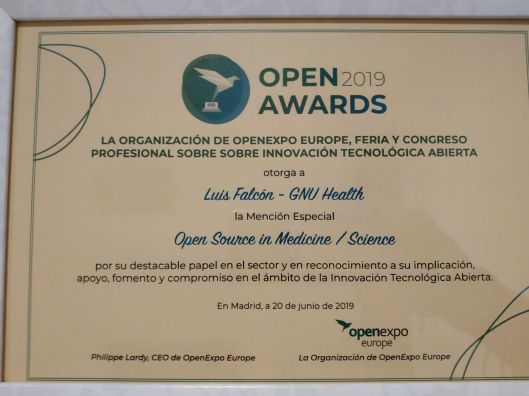 OPEN 2019
AWARDS
LA ORGANIZACIÓN DE OPENEXPO EUROPE, FERIA Y CONGRESO
PROFESIONAL SOBRE SOBRE INNOVACIÓN TECNOLÓGICA ABIERTA
otorga a
Luis Falcón - GNU Health
la Mención Especial
Open Source in Medicine / Science
por su destacable papel en el sector y en reconocimiento a su implicación,
apoyo, fomento y compromiso en el ámbito de la Innovación Tecnológica Abierta.
En Madrid, a 20 de junio de 2019
openexpo
europe
Philippe Lardy, CEO de OpenExpo Europe
La Organización de OpenExpo Europe